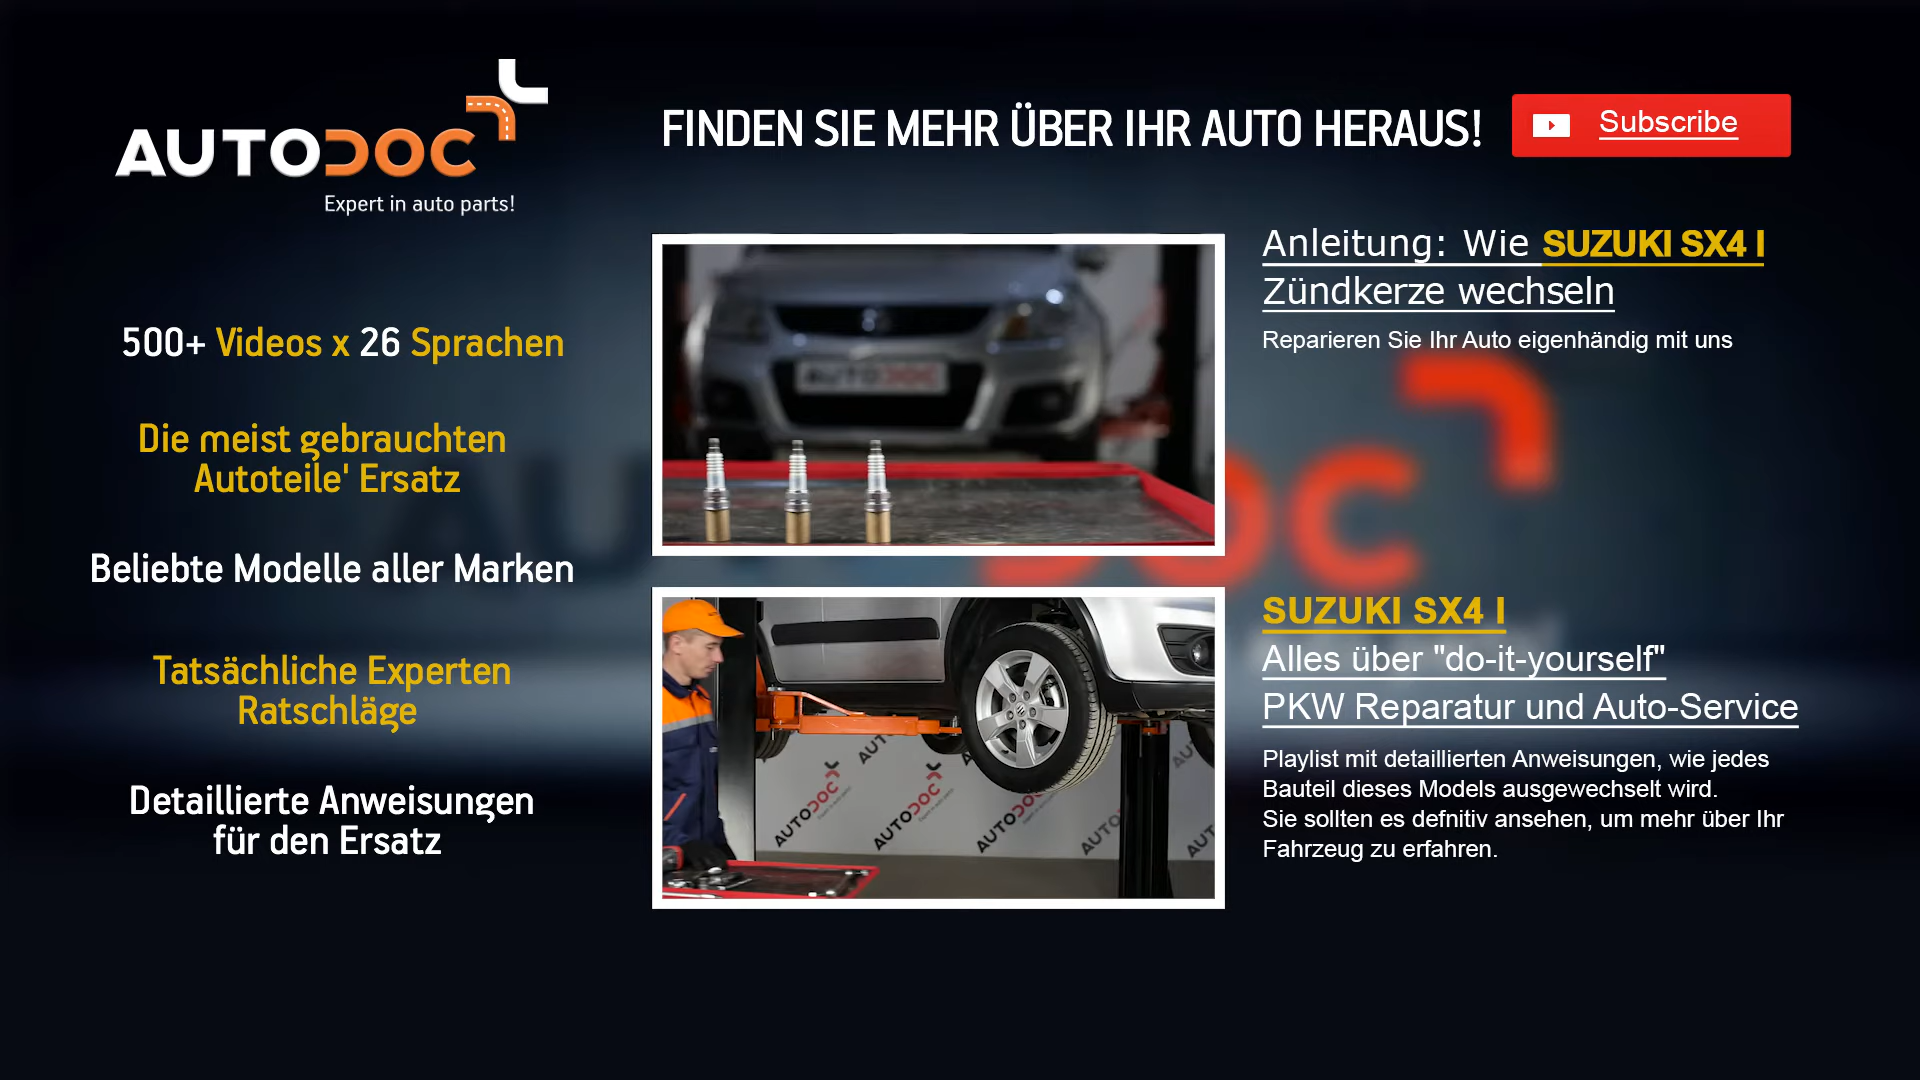 AUTODOC
Expert in auto parts!
FINDEN SIE MEHR ÜBER IHR AUTO HERAUS!
Subscribe
500+ Videos x 26 Sprachen
Die meist gebrauchten
Autoteile' Ersatz
Beliebte Modelle aller Marken
Tatsächliche Experten
Ratschläge
Detaillierte Anweisungen
für den Ersatz
AUTODOC
Anleitung: Wie SUZUKI SX4 I
Zündkerze wechseln
Reparieren Sie Ihr Auto eigenhändig mit uns
AUTODOC
AUTODOC
AUTODOC
SUZUKI SX4 I
Alles über "do-it-yourself"
PKW Reparatur und Auto-Service
Playlist mit detaillierten Anweisungen, wie jedes
Bauteil dieses Models ausgewechselt wird.
Sie sollten es defnitiv ansehen, um mehr über Ihr
Fahrzeug zu erfahren.